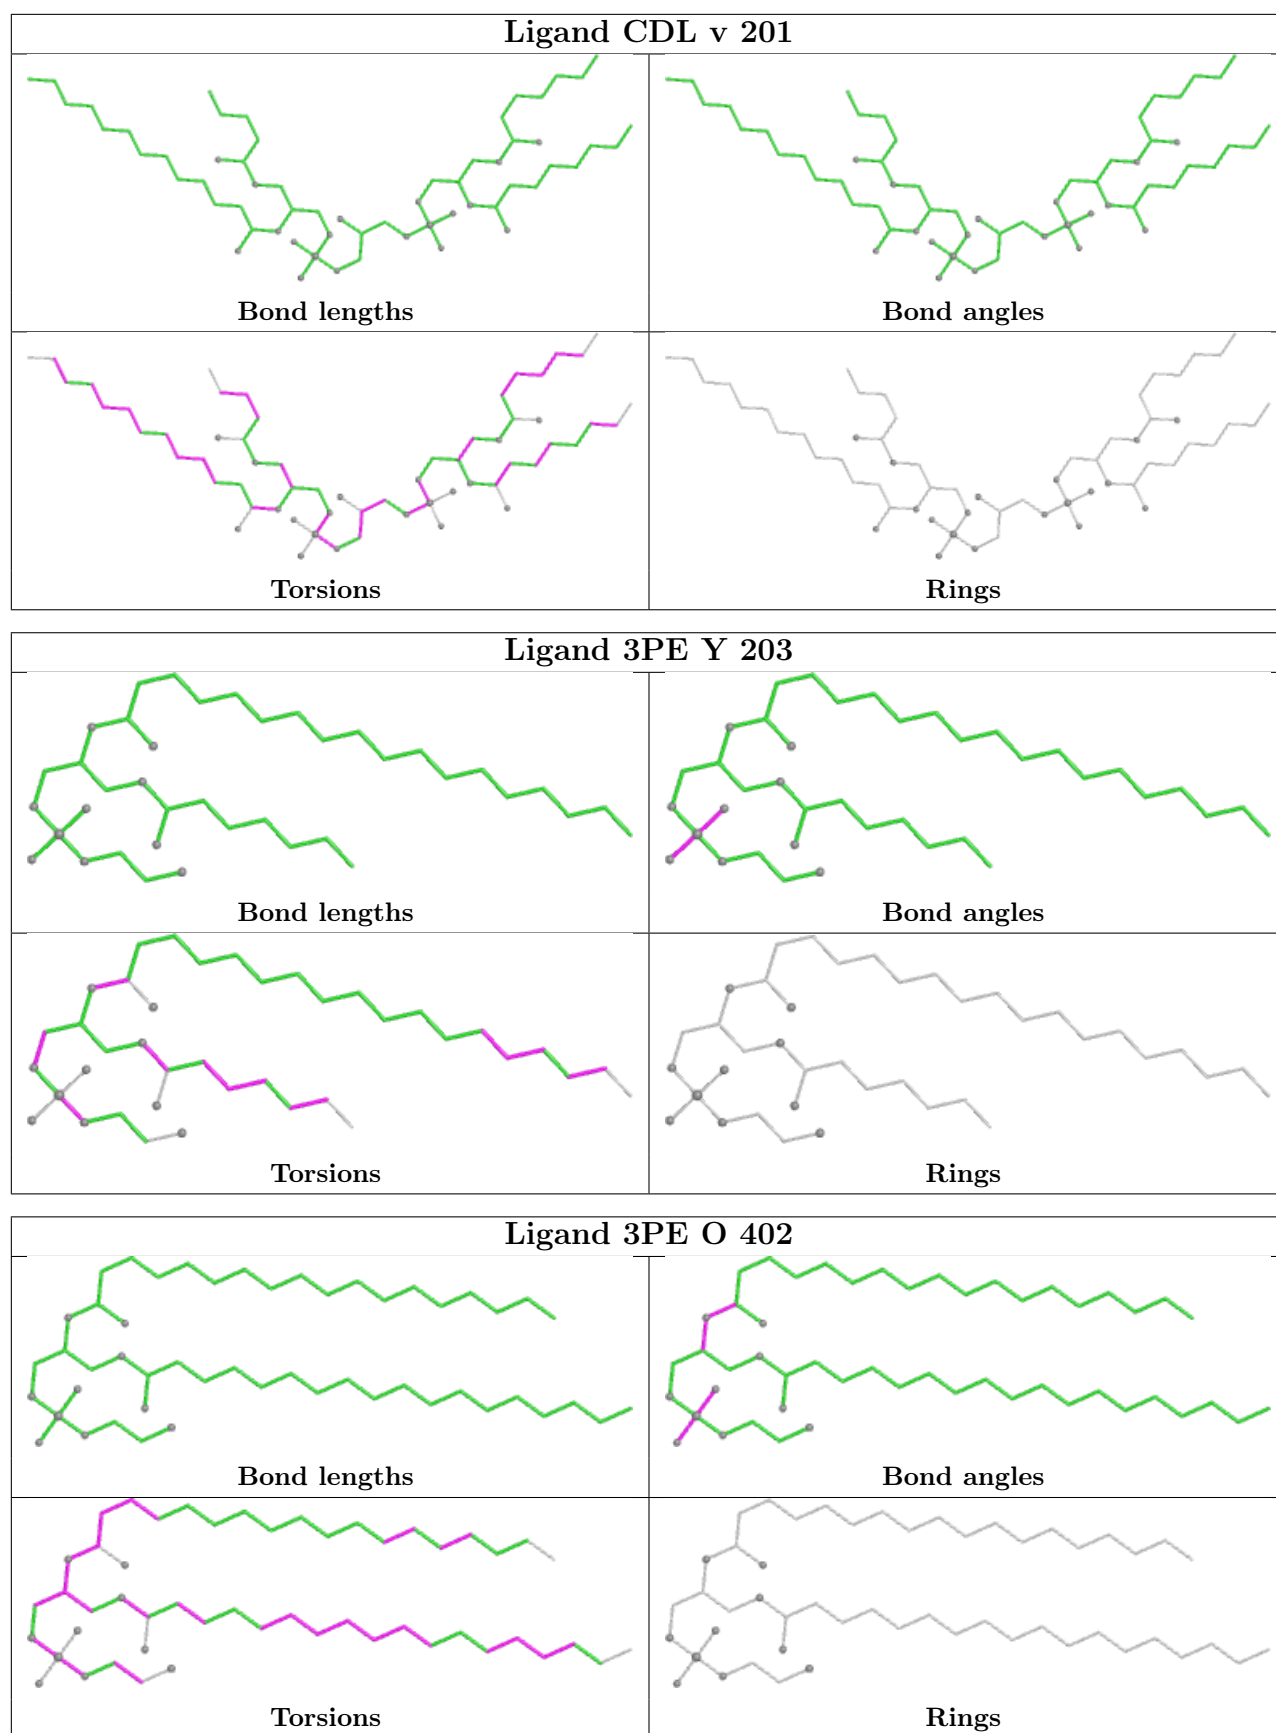 Ligand CDL v 201
Bond lengths
Bond angles
Torsions
Rings
Ligand 3PE Y 203
Bond lengths
Bond angles
Torsions
Rings
Ligand 3PE O 402
Bond lengths
Bond angles
Torsions
Rings